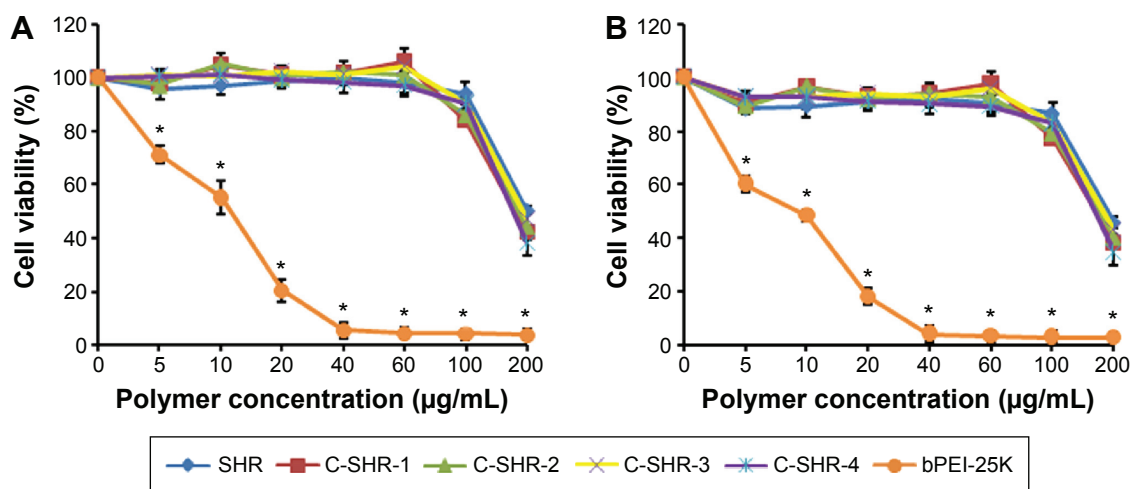 A
B
120
100
80
60
40
20
0
Cell viability (%)
* * * * * * *
0 5 10 20 40 60 100 200
Polymer concentration (µg/mL)
120
100
80
60
40
20
0
Cell viability (%)
* * * * * * *
0 5 10 20 40 60 100 200
Polymer concentration (µg/mL)
SHR C-SHR-1 C-SHR-2 C-SHR-3 C-SHR-4 bPEI-25K